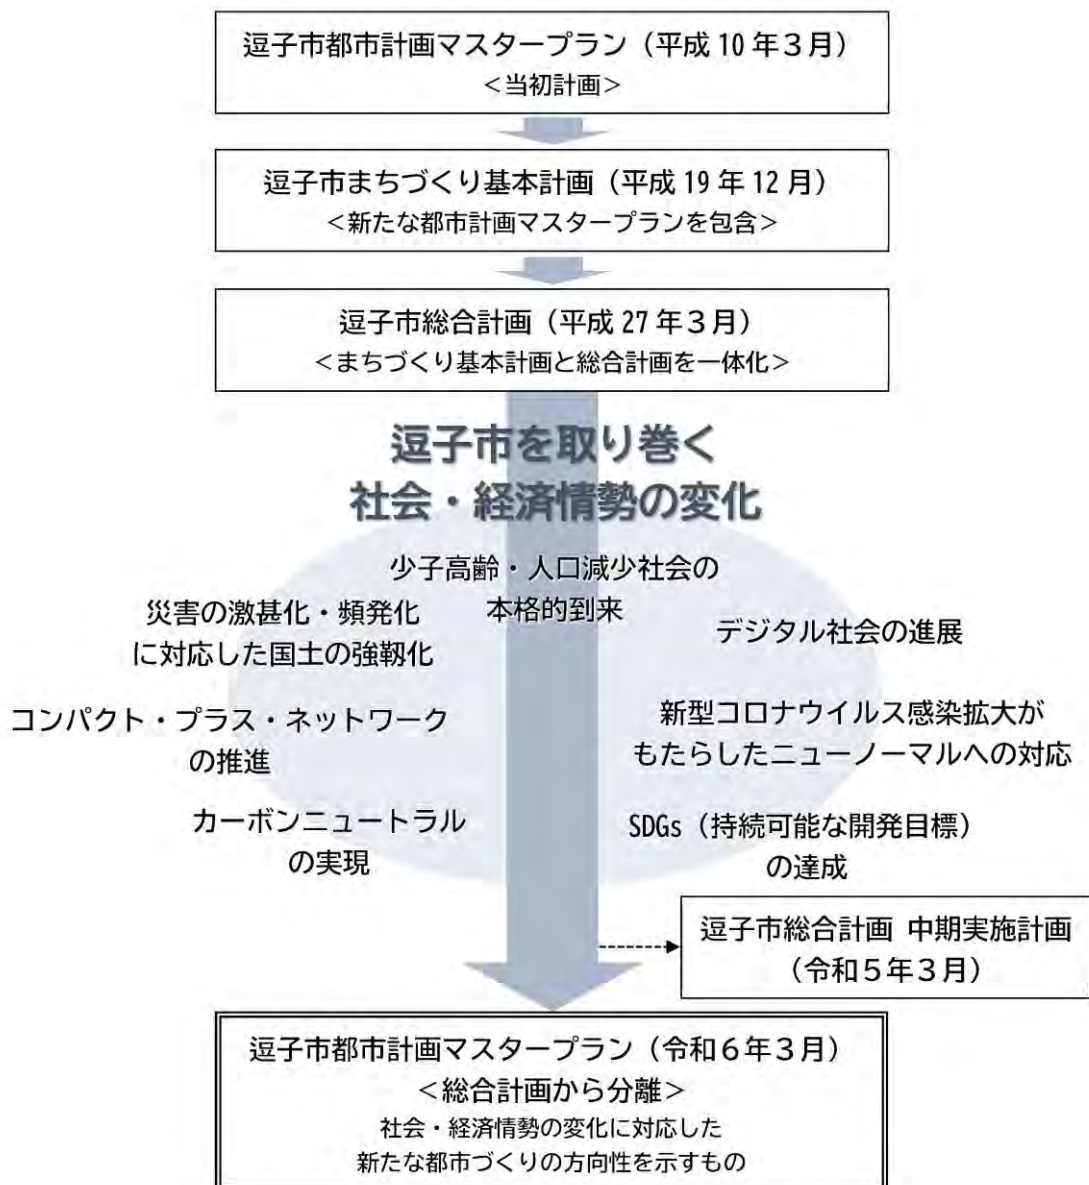 逗子市都市計画マスタープラン（平成 10 年３月）
＜当初計画＞
逗子市まちづくり基本計画（平成 19 年 12 月）
＜新たな都市計画マスタープランを包含＞
逗子市総合計画（平成 27 年３月）
＜まちづくり基本計画と総合計画を一体化＞
逗子市を取り巻く
社会・経済情勢の変化
少子高齢・人口減少社会の
本格的到来
災害の激甚化・頻発化
に対応した国土の強靱化
デジタル社会の進展
コンパクト・プラス・ネットワーク
の推進
新型コロナウイルス感染拡大が
もたらしたニューノーマルへの対応
カーボンニュートラル
の実現
SDGs（持続可能な開発目標）
の達成
逗子市総合計画 中期実施計画
（令和５年３月）
逗子市都市計画マスタープラン（令和６年３月）
＜総合計画から分離＞
社会・経済情勢の変化に対応した
新たな都市づくりの方向性を示すもの